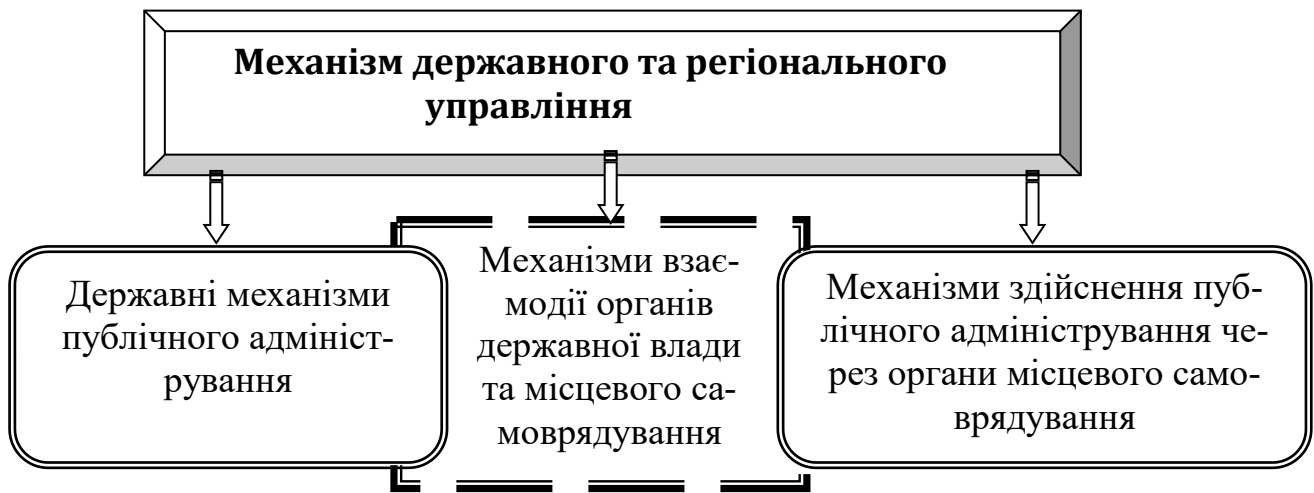 Механізм державного та регіонального
управління
Державні механізми
публічного адмініст-
рування
Механізми взає-
модії органів
державної влади
та місцевого са-
моврядування
Механізми здійснення пуб-
лічного адміністрування че-
рез органи місцевого само-
врядування